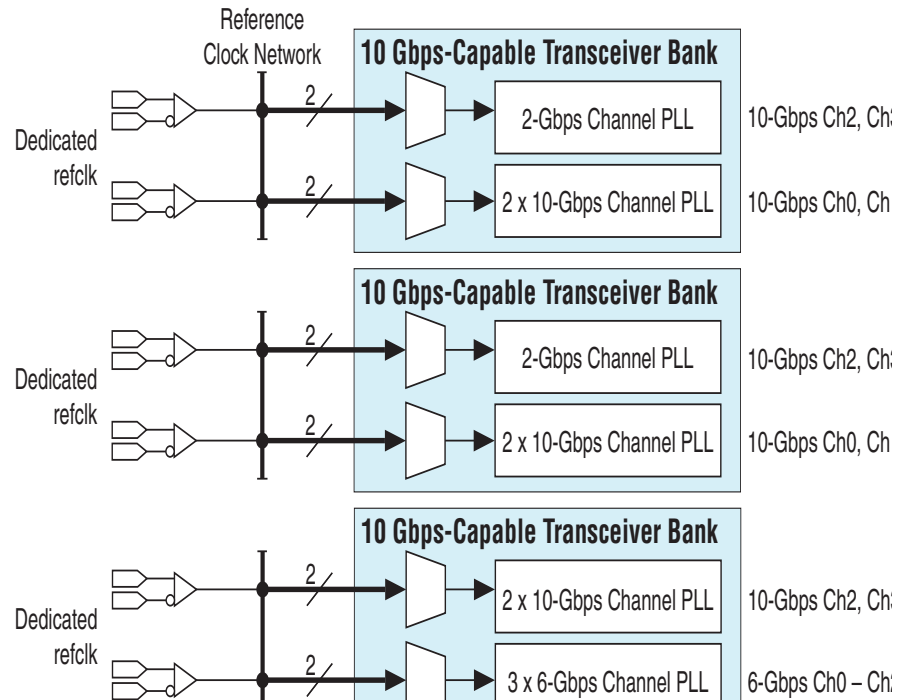 Reference
Clock Network
10 Gbps-Capable Transceiver Bank
Dedicated
refclk
2
2-Gbps Channel PLL
10-Gbps Ch2,
2
2 x 10-Gbps Channel PLL
10-Gbps Ch0,
10 Gbps-Capable Transceiver Bank
Dedicated
refclk
2
2-Gbps Channel PLL
10-Gbps Ch2,
2
2 x 10-Gbps Channel PLL
10-Gbps Ch0,
10 Gbps-Capable Transceiver Bank
Dedicated
refclk
2
2 x 10-Gbps Channel PLL
10-Gbps Ch2,
2
3 x 6-Gbps Channel PLL
6-Gbps Ch0 –